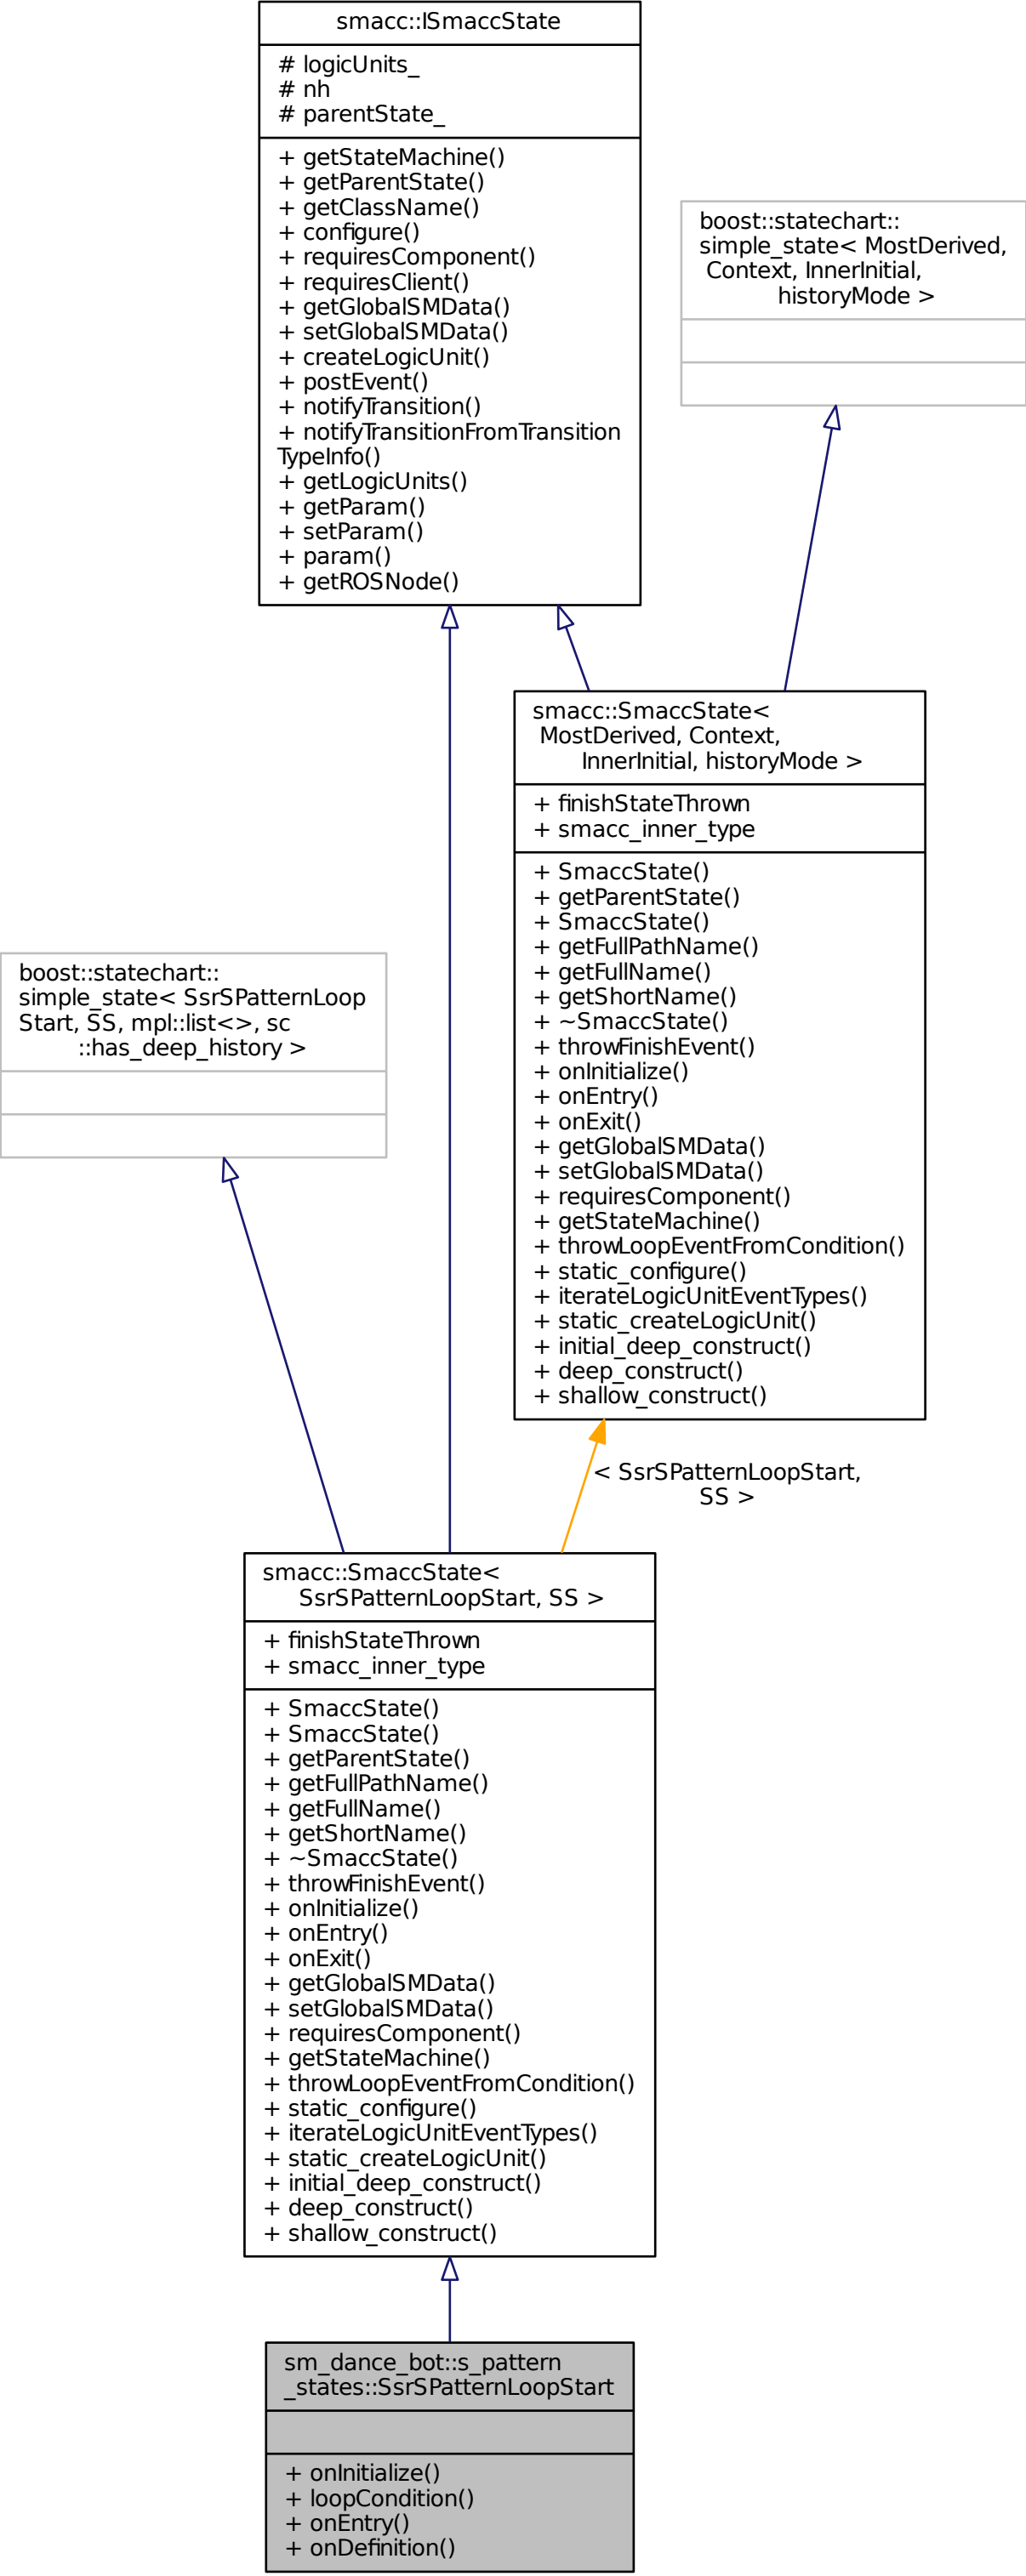 smacc::ISmaccState
# logicUnits_
# nh
# parentState_
+ getStateMachine()
+ getParentState()
+ getClassName()
+ configure()
+ requiresComponent()
+ requiresClient()
+ getGlobalSMData()
+ setGlobalSMData()
+ createLogicUnit()
+ postEvent()
+ notifyTransition()
+ notifyTransitionFromTransition
TypeInfo()
+ getLogicUnits()
+ getParam()
+ setParam()
+ param()
+ getROSNode()
boost::statechart::
simple_state< MostDerived,
Context, InnerInitial,
historyMode >
smacc::SmaccState<
MostDerived, Context,
InnerInitial, historyMode >
+ finishStateThrown
+ smacc_inner_type
+ SmaccState()
+ getParentState()
+ SmaccState()
+ getFullPathName()
+ getFullName()
+ getShortName()
+ ~SmaccState()
+ throwFinishEvent()
+ onInitialize()
+ onEntry()
+ onExit()
+ getGlobalSMData()
+ setGlobalSMData()
+ requiresComponent()
+ getStateMachine()
+ throwLoopEventFromCondition()
+ static_configure()
+ iterateLogicUnitEventTypes()
+ static_createLogicUnit()
+ initial_deep_construct()
+ deep_construct()
+ shallow_construct()
boost::statechart::
simple_state< SsrSPatternLoop
Start, SS, mpl::list<>, sc
::has_deep_history >
< SsrSPatternLoopStart,
SS >
smacc::SmaccState<
SsrSPatternLoopStart, SS >
+ finishStateThrown
+ smacc_inner_type
+ SmaccState()
+ SmaccState()
+ getParentState()
+ getFullPathName()
+ getFullName()
+ getShortName()
+ ~SmaccState()
+ throwFinishEvent()
+ onInitialize()
+ onEntry()
+ onExit()
+ getGlobalSMData()
+ setGlobalSMData()
+ requiresComponent()
+ getStateMachine()
+ throwLoopEventFromCondition()
+ static_configure()
+ iterateLogicUnitEventTypes()
+ static_createLogicUnit()
+ initial_deep_construct()
+ deep_construct()
+ shallow_construct()
sm_dance_bot::s_pattern
_states::SsrSPatternLoopStart
+ onInitialize()
+ loopCondition()
+ onEntry()
+ onDefinition()